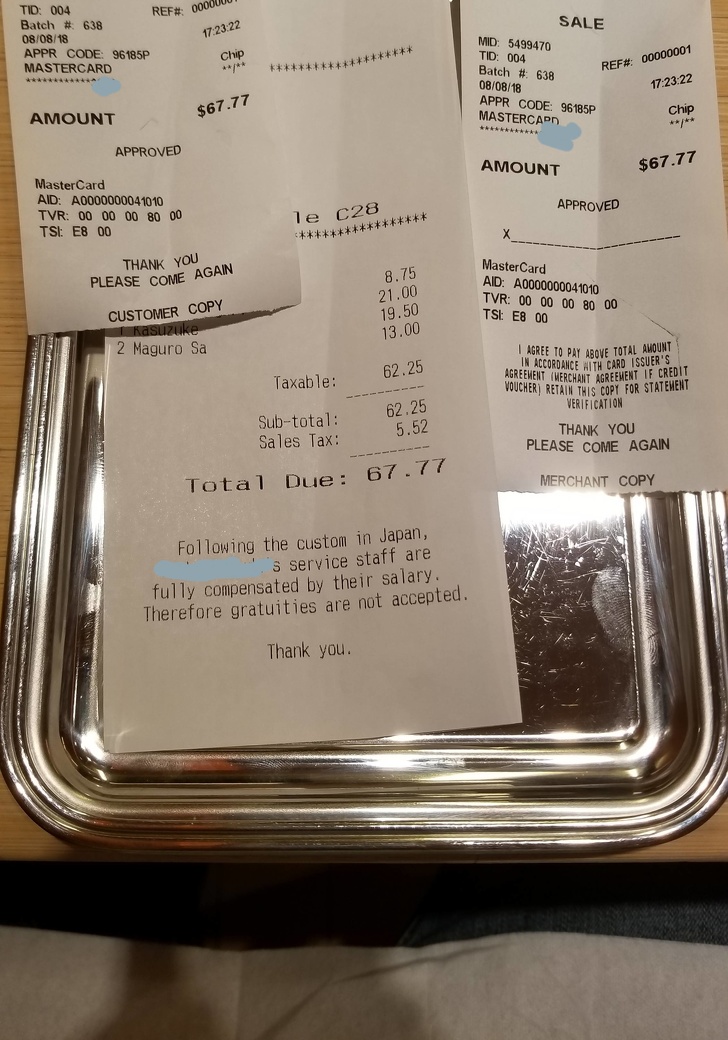 TID: 004
REF#:
Batch #: 638
08/08/18
17:23:22
APPR CODE: 96185P
MASTERCARD
Chip
************
**/**
AMOUNT
$67.77
APPROVED
MasterCard
AID: A0000000041010
TVR: 00 00 00 80 00
TSI: E8 00
THANK YOU
PLEASE COME AGAIN
CUSTOMER COPY
le C28
8.75
21.00
1 Kasuzuke 19.50
2 Maguro Sa 13.00
Taxable: 62.25
Sub-total: 62.25
Sales Tax: 5.52
Total Due: 67.77
Following the custom in Japan,
s service staff are
fully compensated by their salary.
Therefore gratuities are not accepted.
Thank you.
SALE
MID: 5499470
TID: 004
REF#: 00000001
Batch #: 638
08/08/18
17:23:22
APPR CODE: 96185P
MASTERCARD
Chip
************
**/**
AMOUNT
$67.77
APPROVED
X
MasterCard
AID: A0000000041010
TVR: 00 00 00 80 00
TSI: E8 00
I AGREE TO PAY ABOVE TOTAL AMOUNT
IN ACCORDANCE WITH CARD ISSUER'S
AGREEMENT (MERCHANT AGREEMENT IF CREDIT
VOUCHER) RETAIN THIS COPY FOR STATEMENT
VERIFICATION
THANK YOU
PLEASE COME AGAIN
MERCHANT COPY